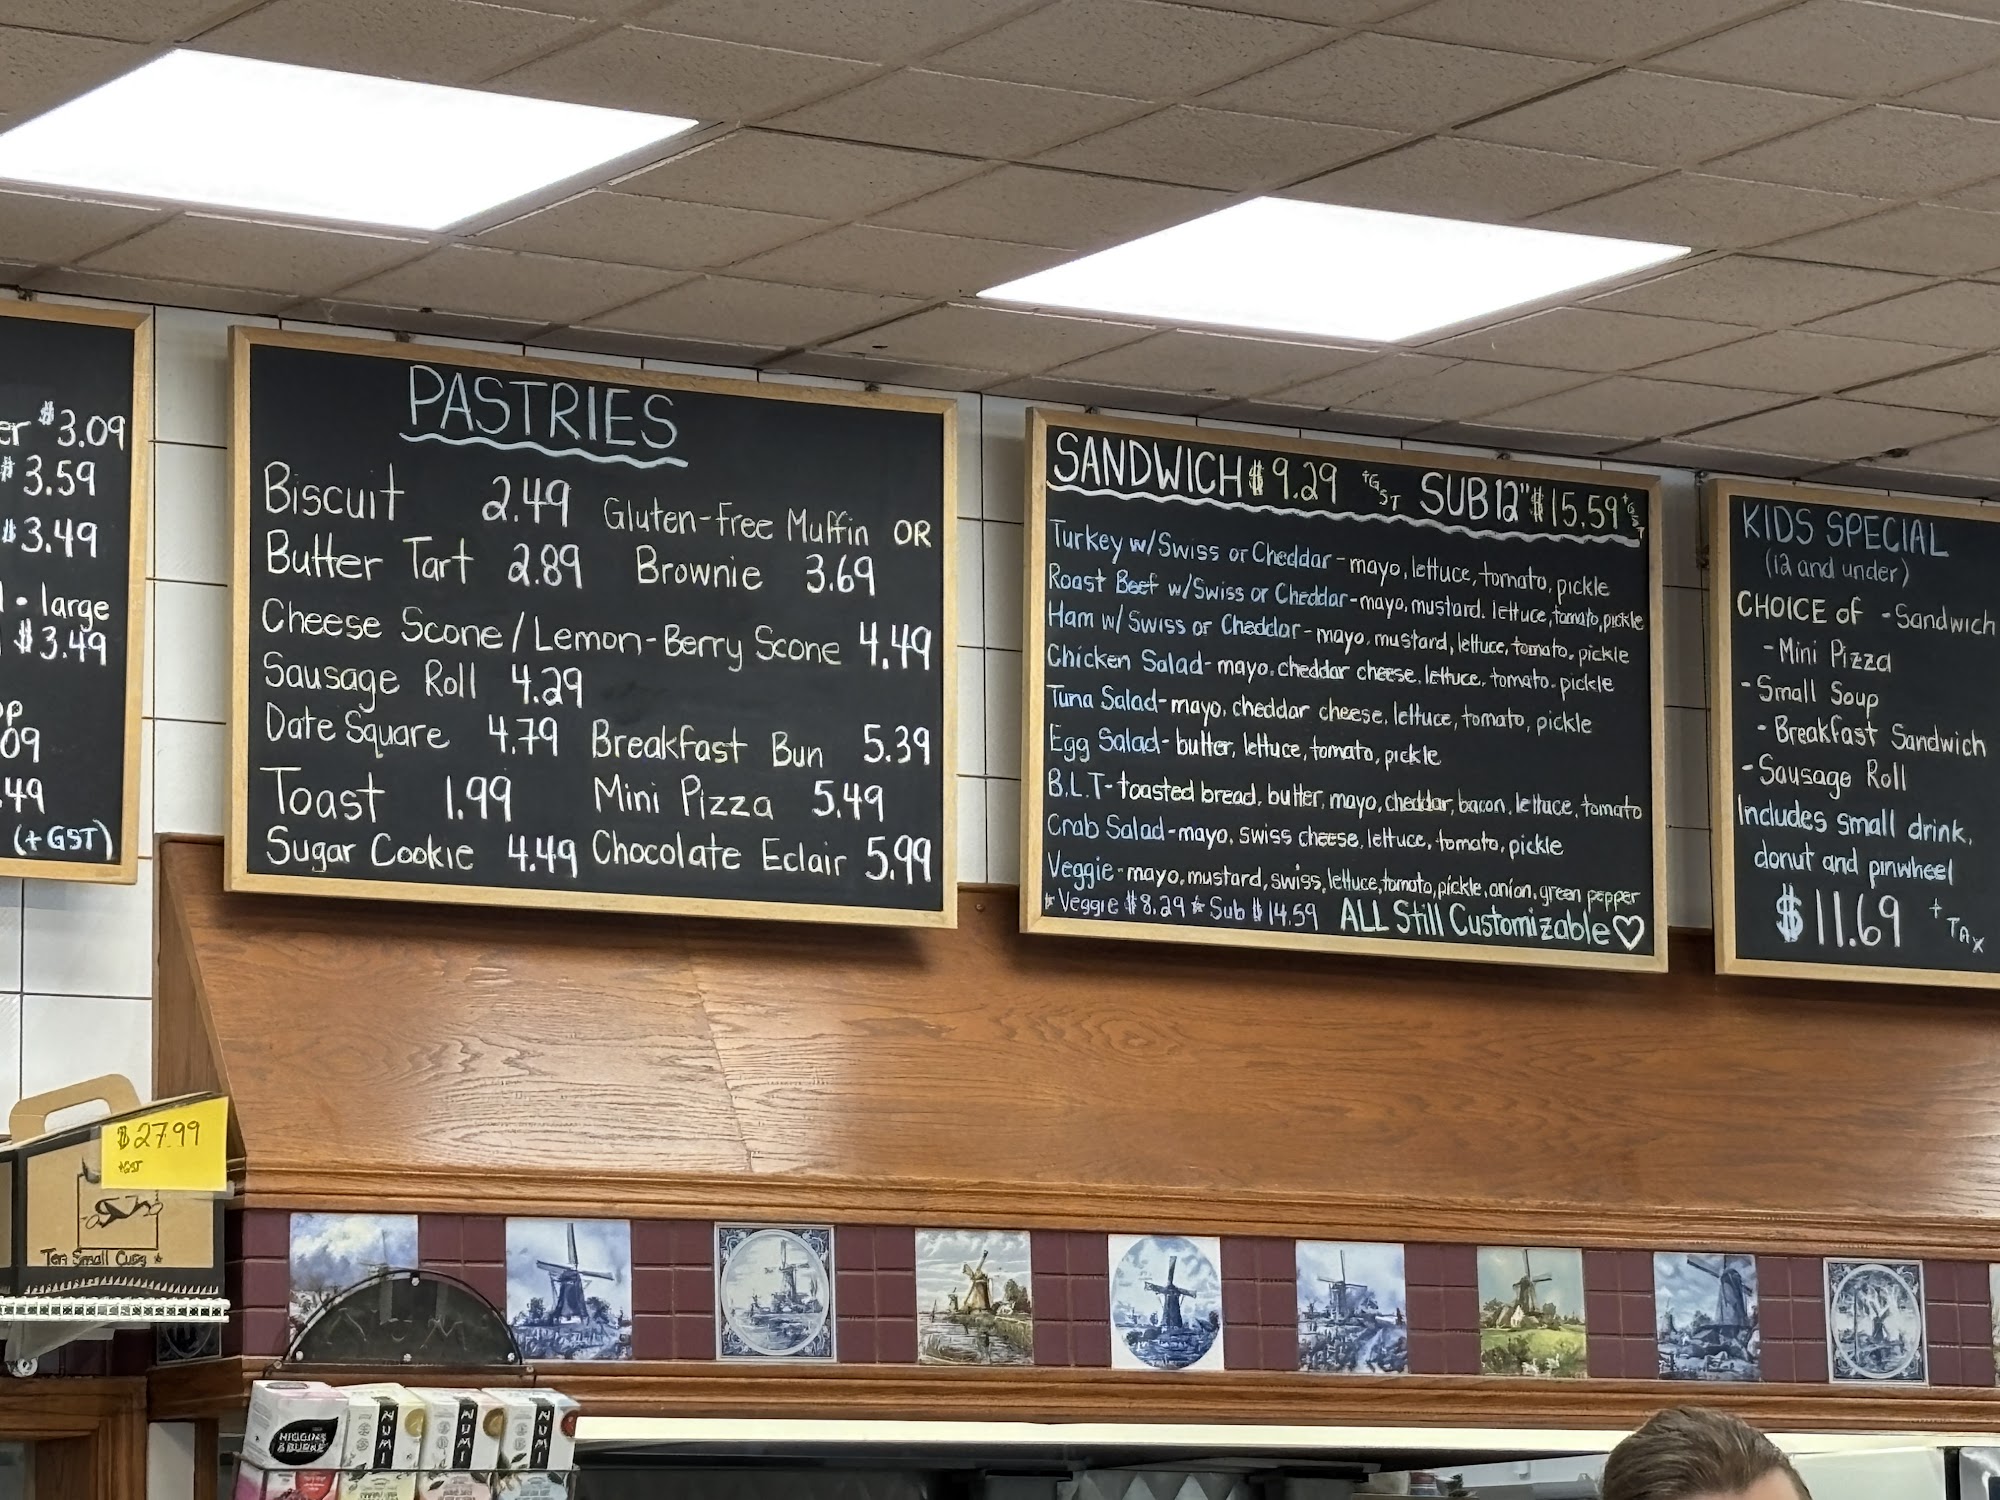 er $3.09
$3.59
$3.49
• large
$3.49
09
.49
(+GST)
PASTRIES
Biscuit 2.49 Gluten-Free Muffin OR
Butter Tart 2.89 Brownie 3.69
Cheese Scone/Lemon-Berry Scone 4.49
Sausage Roll 4.29
Date Square 4.79 Breakfast Bun 5.39
Toast 1.99 Mini Pizza 5.49
Sugar Cookie 4.49 Chocolate Eclair 5.99
SANDWICH $9.29 +GST SUB 12" $15.59 +GST
Turkey w/Swiss or Cheddar - mayo, lettuce, tomato, pickle
Roast Beef w/Swiss or Cheddar - mayo, mustard. lettuce, tomato, pickle
Ham w/Swiss or Cheddar - mayo, mustard, lettuce, tomato, pickle
Chicken Salad - mayo, cheddar cheese, lettuce, tomato. pickle
Tuna Salad - mayo, cheddar cheese, lettuce, tomato, pickle
Egg Salad - butter, lettuce, tomato, pickle
B.L.T - toasted bread, butter, mayo, cheddar, bacon, lettuce, tomato
Crab Salad - mayo, swiss cheese, lettuce, tomato, pickle
Veggie - mayo, mustard, swiss, lettuce, tomato, pickle, onion, green pepper
* Veggie $8.29 * Sub $14.59 ALL Still Customizable ♡
KIDS SPECIAL
(12 and under)
CHOICE of - Sandwich
- Mini Pizza
- Small Soup
- Breakfast Sandwich
- Sausage Roll
Includes small drink,
donut and pinwheel
$11.69 + TAX
$27.99
+GST
Ten Small Cups *
HIGGINS
& BURKE
NUMI
NUMI
NUMI
NUMI